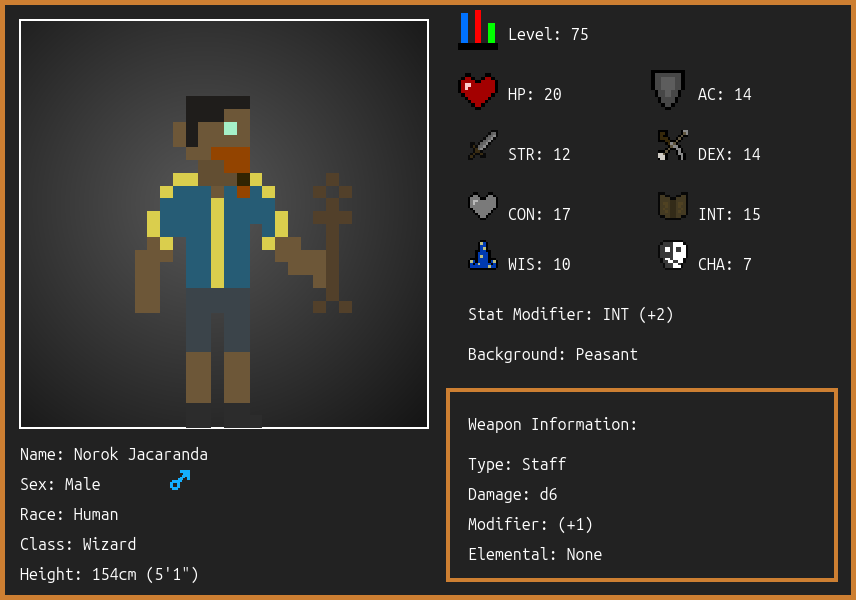 Level: 75
HP: 20
AC: 14
STR: 12
DEX: 14
CON: 17
INT: 15
WIS: 10
CHA: 7
Stat Modifier: INT (+2)
Background: Peasant
Weapon Information:
Type: Staff
Damage: d6
Modifier: (+1)
Elemental: None
Name: Norok Jacaranda
Sex: Male
Race: Human
Class: Wizard
Height: 154cm (5'1")